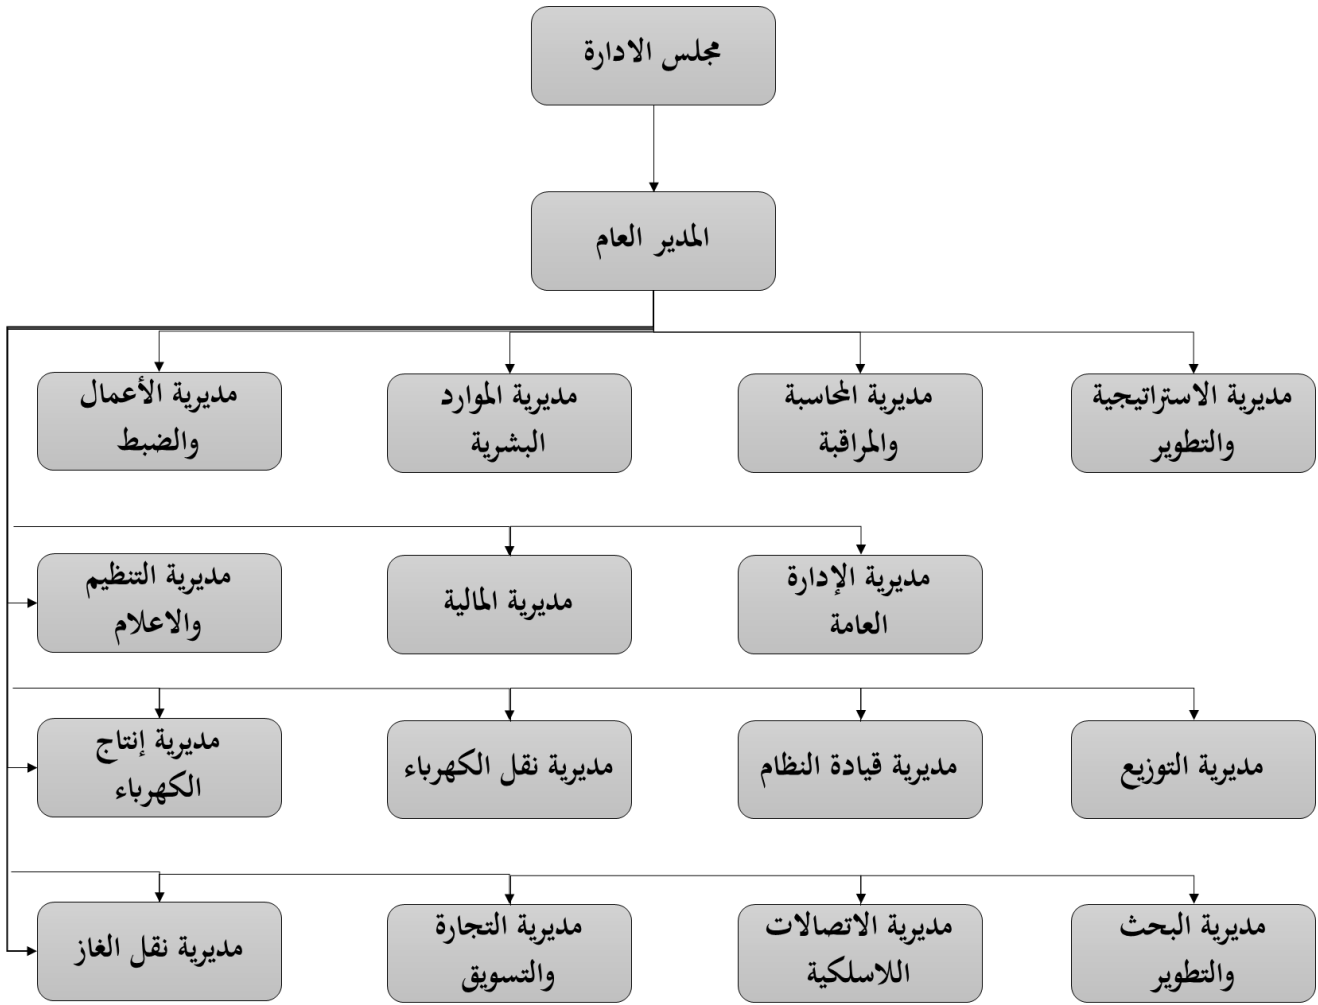 مجلس الادارة
المدير العام
مديرية الاستراتيجية
والتطوير
مديرية المحاسبة
والمراقبة
مديرية الموارد
البشرية
مديرية الأعمال
والضبط
مديرية الإدارة
العامة
مديرية المالية
مديرية التنظيم
والاعلام
مديرية التوزيع
مديرية قيادة النظام
مديرية نقل الكهرباء
مديرية إنتاج
الكهرباء
مديرية البحث
والتطوير
مديرية الاتصالات
اللاسلكية
مديرية التجارة
والتسويق
مديرية نقل الغاز